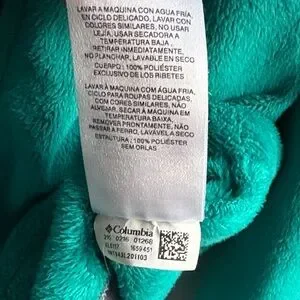 LAVAR A MAQUINA CON AGUA FRIA,
EN CICLO DELICADO, LAVAR CON
COLORES SIMILARES, NO USAR
LEJIA, USAR SECADORA A
TEMPERATURA BAJA ,
RETIRAR INMEDIATAMENTE,
NO PLANCHAR, LAVABLE EN SECO
CUERPO : 100% POLIÉSTER
EXCLUSIVO DE LOS RIBETES
LAVAR À MÁQUINA COM ÁGUA FRIA,
CICLO PARA ROUPAS DELICADAS,
COM CORES SIMILARES, NÃO
ALVEJAR, SECAR À MÁQUINA EM
TEMPERATURA BAIXA,
REMOVER PRONTAMENTE, NÃO
PASSAR A FERRO, LAVÁVEL A SECO
ESTRUTURA : 100% POLIÉSTER
SEM ORLAS
Columbia
0216 01268
1659451